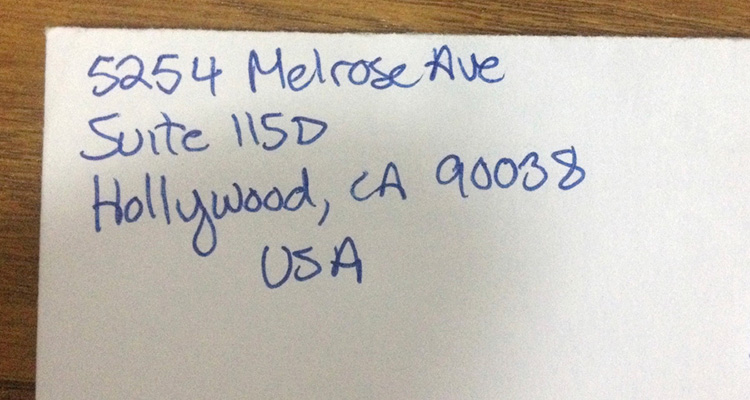 5254 Melrose Ave
Suite 115D
Hollywood, CA 90038
USA